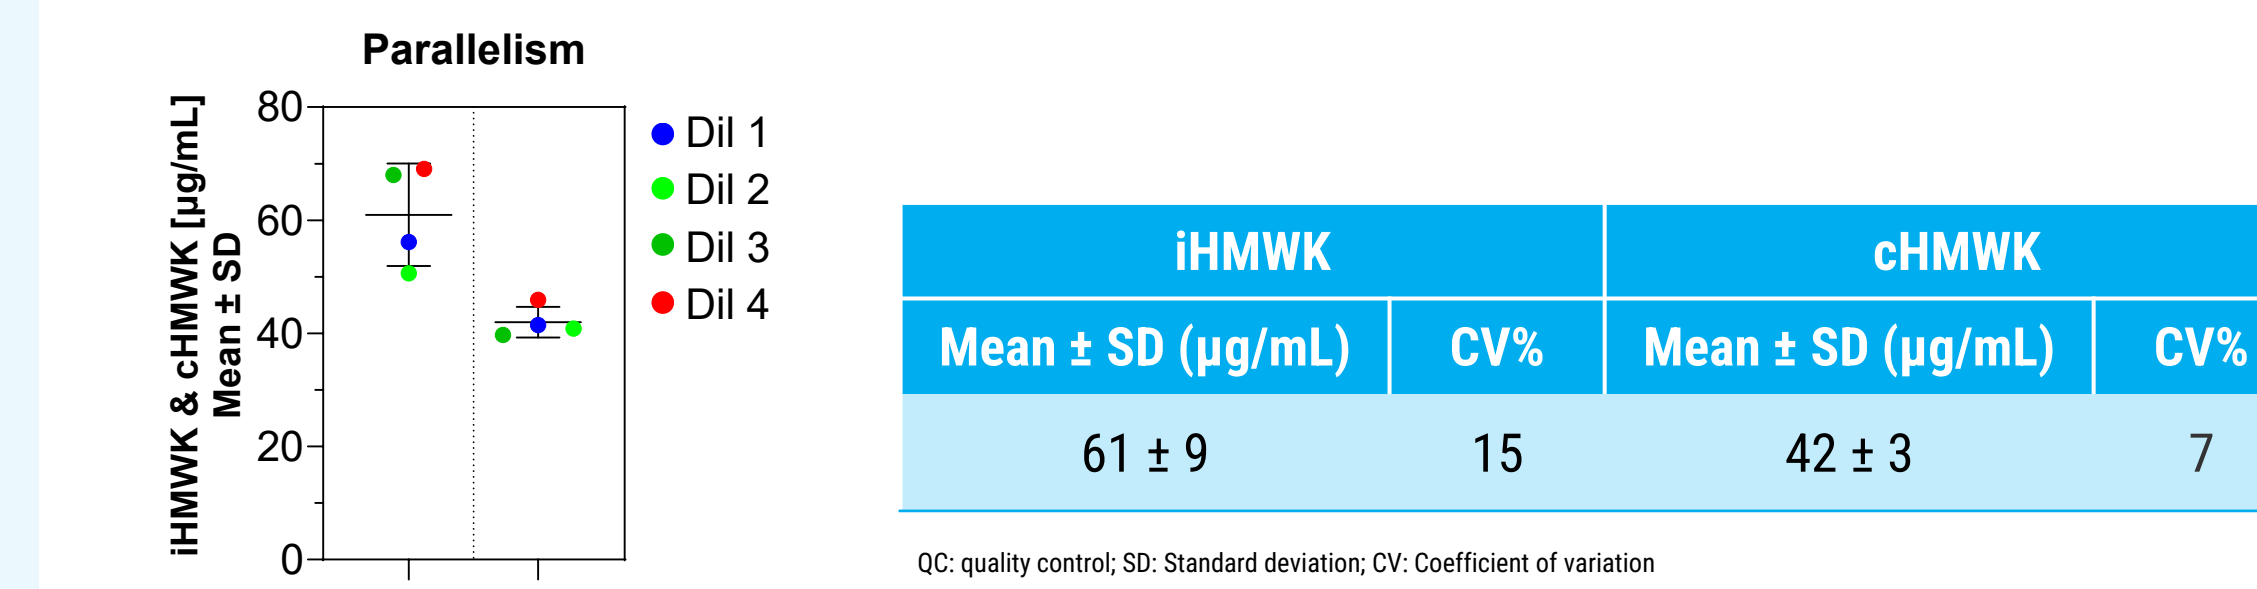 Parallelism
iHMWK & cHMWK [µg/mL]
Mean ± SD
80
60
40
20
0
Dil 1
Dil 2
Dil 3
Dil 4
iHMWK cHMWK
Mean ± SD (µg/mL) CV% Mean ± SD (µg/mL) CV%
61 ± 9 15 42 ± 3 7
QC: quality control; SD: Standard deviation; CV: Coefficient of variation